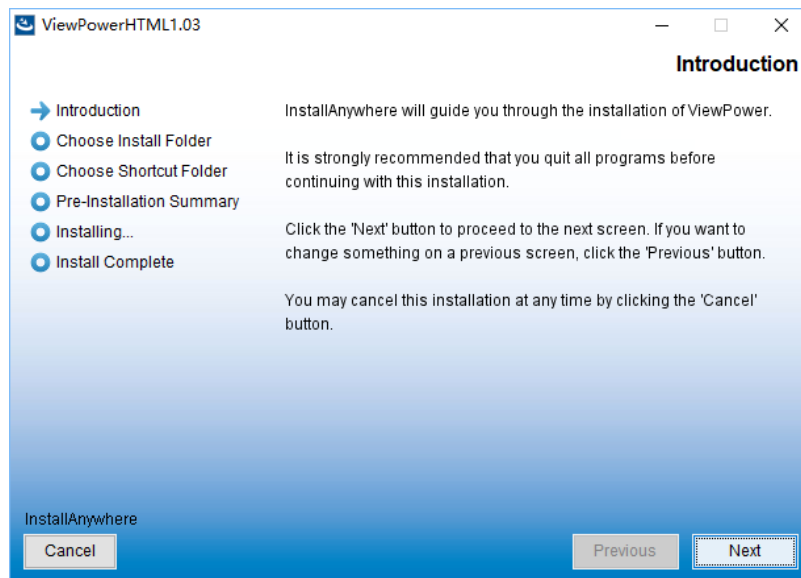 ViewPowerHTML1.03
Introduction
Introduction
Choose Install Folder
Choose Shortcut Folder
Pre-Installation Summary
Installing...
Install Complete
InstallAnywhere will guide you through the installation of ViewPower.
It is strongly recommended that you quit all programs before
continuing with this installation.
Click the 'Next' button to proceed to the next screen. If you want to
change something on a previous screen, click the 'Previous' button.
You may cancel this installation at any time by clicking the 'Cancel'
button.
InstallAnywhere
Cancel
Previous
Next